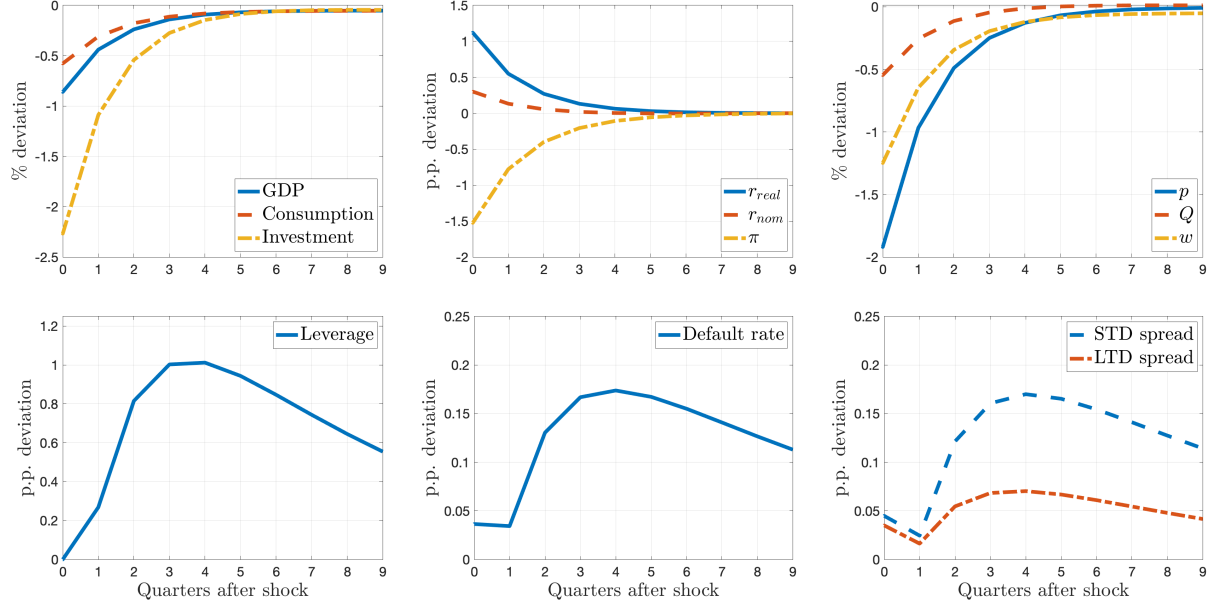 % deviation
0
-0.5
-1
-1.5
-2
-2.5
GDP
Consumption
Investment
0 1 2 3 4 5 6 7 8 9
p.p. deviation
1.5
1
0.5
0
-0.5
-1
-1.5
-2
r_real
r_nom
π
0 1 2 3 4 5 6 7 8 9
% deviation
0
-0.5
-1
-1.5
-2
p
Q
w
0 1 2 3 4 5 6 7 8 9
p.p. deviation
1.2
1
0.8
0.6
0.4
0.2
0
Leverage
0 1 2 3 4 5 6 7 8 9
Quarters after shock
p.p. deviation
0.25
0.2
0.15
0.1
0.05
0
Default rate
0 1 2 3 4 5 6 7 8 9
Quarters after shock
p.p. deviation
0.25
0.2
0.15
0.1
0.05
0
STD spread
LTD spread
0 1 2 3 4 5 6 7 8 9
Quarters after shock